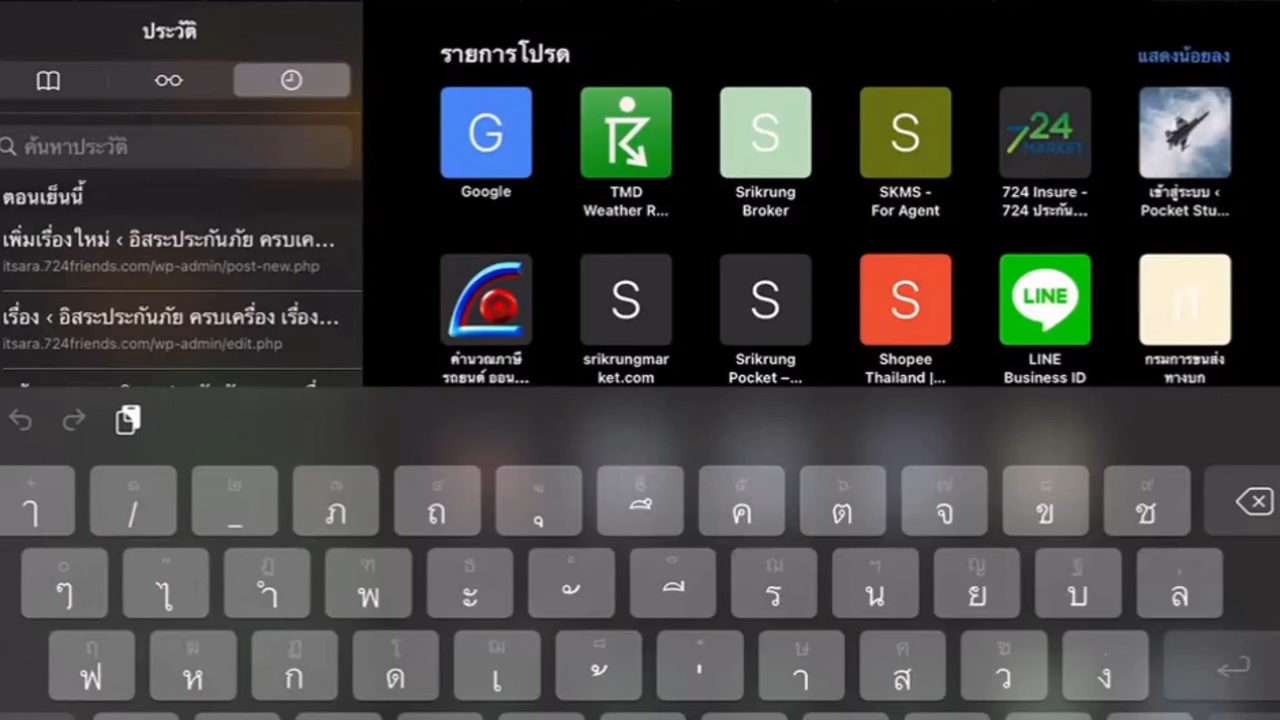 ประวัติ
ค้นหาประวัติ
ตอนเย็นนี้
เพิ่มเรื่องใหม่ ‹ อิสระประกันภัย ครบเค...
itsara.724friends.com/wp-admin/post-new.php
เรื่อง ‹ อิสระประกันภัย ครบเครื่อง เรื่อง...
itsara.724friends.com/wp-admin/edit.php
รายการโปรด
แสดงน้อยลง
G
S
S
724
MARKET
Google
TMD
Weather R...
Srikrung
Broker
SKMS -
For Agent
724 Insure -
724 ประกัน...
เข้าสู่ระบบ ‹
Pocket Stu...
S
S
S
LINE
ก
คำนวณภาษี
รถยนต์ ออน...
srikrungmar
ket.com
Srikrung
Pocket –...
Shopee
Thailand |...
LINE
Business ID
กรมการขนส่ง
ทางบก
ๅ / _ ภ ถ ุ ึ ค ต จ ข ช
ๆ ไ ำ พ ะ ั ี ร น ย บ ล
ฟ ห ก ด เ ้ ่ า ส ว ง